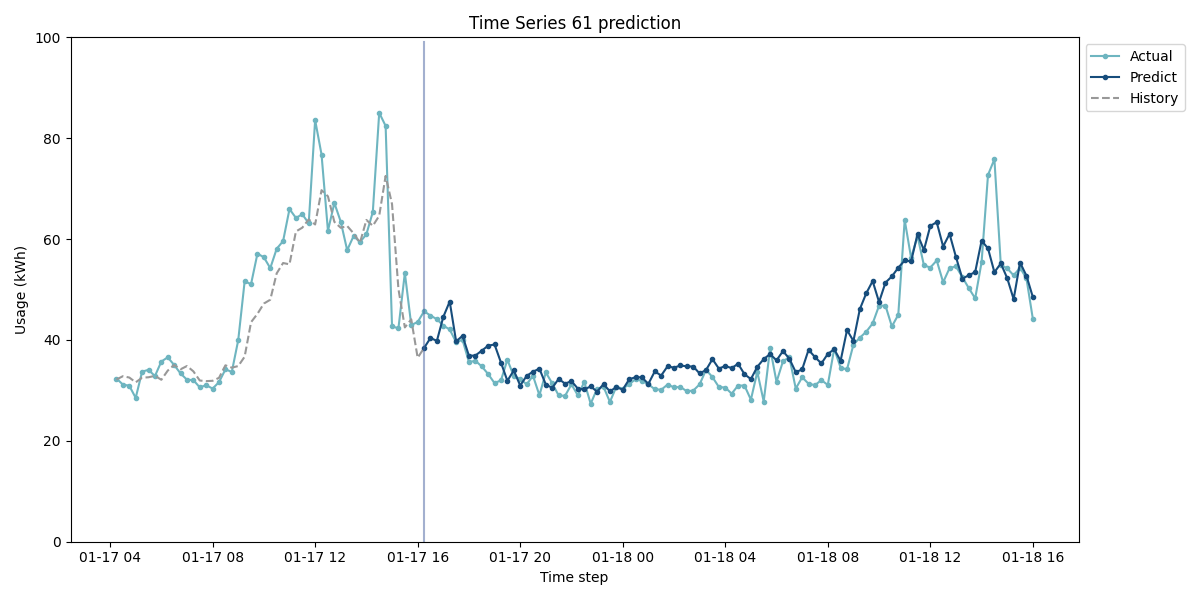 Time Series 61 prediction
100
80
60
40
20
0
Usage (kWh)
01-17 04
01-17 08
01-17 12
01-17 16
01-17 20
01-18 00
01-18 04
01-18 08
01-18 12
01-18 16
Time step
Actual
Predict
History